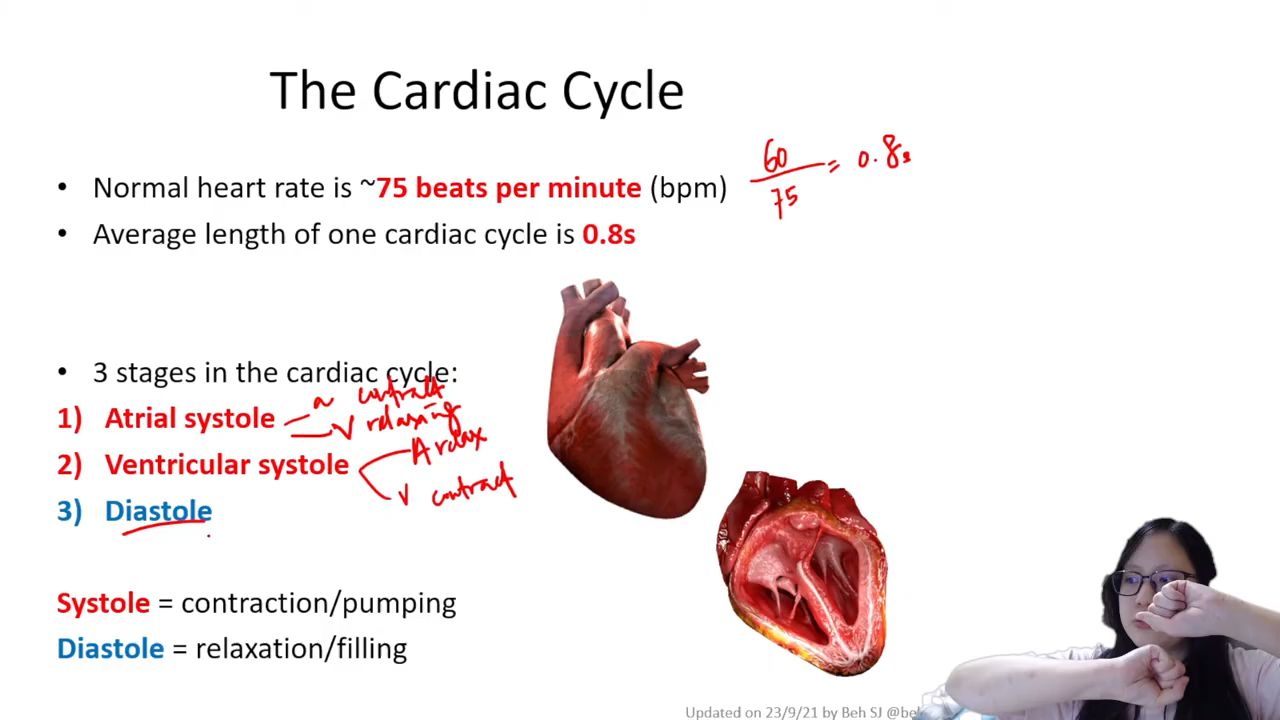 The Cardiac Cycle
• Normal heart rate is ~75 beats per minute (bpm)
60
75
= 0.8s
• Average length of one cardiac cycle is 0.8s
• 3 stages in the cardiac cycle:
1) Atrial systole
a contract
V relaxing
2) Ventricular systole
A relax
V contract
3) Diastole
Systole = contraction/pumping
Diastole = relaxation/filling
Updated on 23/9/21 by Beh SJ @beh